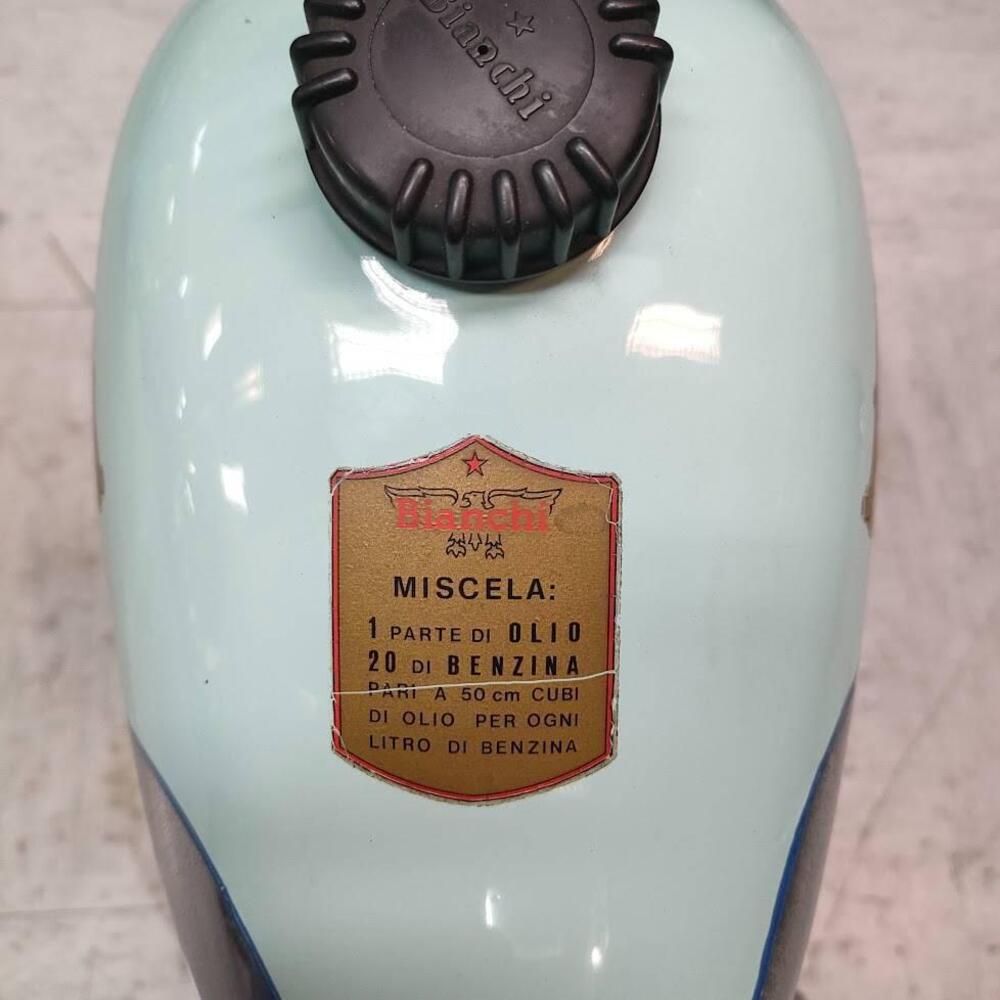 Bianchi
Bianchi
MISCELA:
1 PARTE DI OLIO
20 DI BENZINA
PARI A 50 cm CUBI
DI OLIO PER OGNI
LITRO DI BENZINA